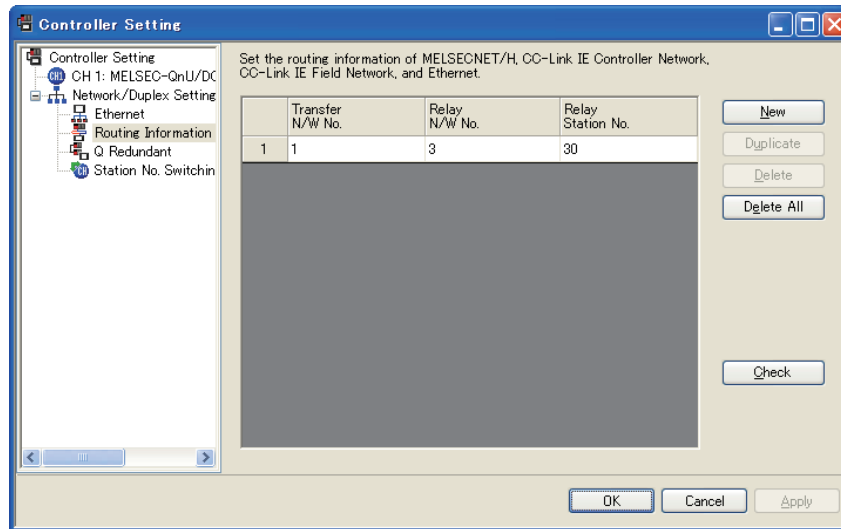 Controller Setting
Controller Setting
CH 1: MELSEC-QnU/DC
Network/Duplex Setting
Ethernet
Routing Information
Q Redundant
Station No. Switchin
Set the routing information of MELSECNET/H, CC-Link IE Controller Network,
CC-Link IE Field Network, and Ethernet.
Transfer N/W No. Relay N/W No. Relay Station No.
1 1 3 30
New
Duplicate
Delete
Delete All
Check
OK Cancel Apply